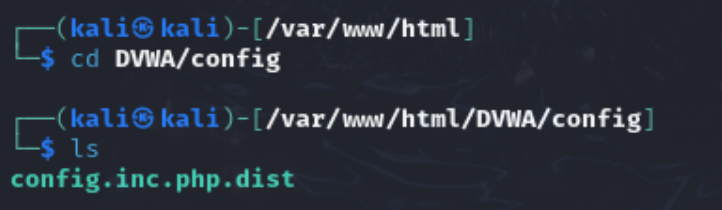 ┌──(kali㉿kali)-[/var/www/html]
└─$ cd DVWA/config
┌──(kali㉿kali)-[/var/www/html/DVWA/config]
└─$ ls
config.inc.php.dist